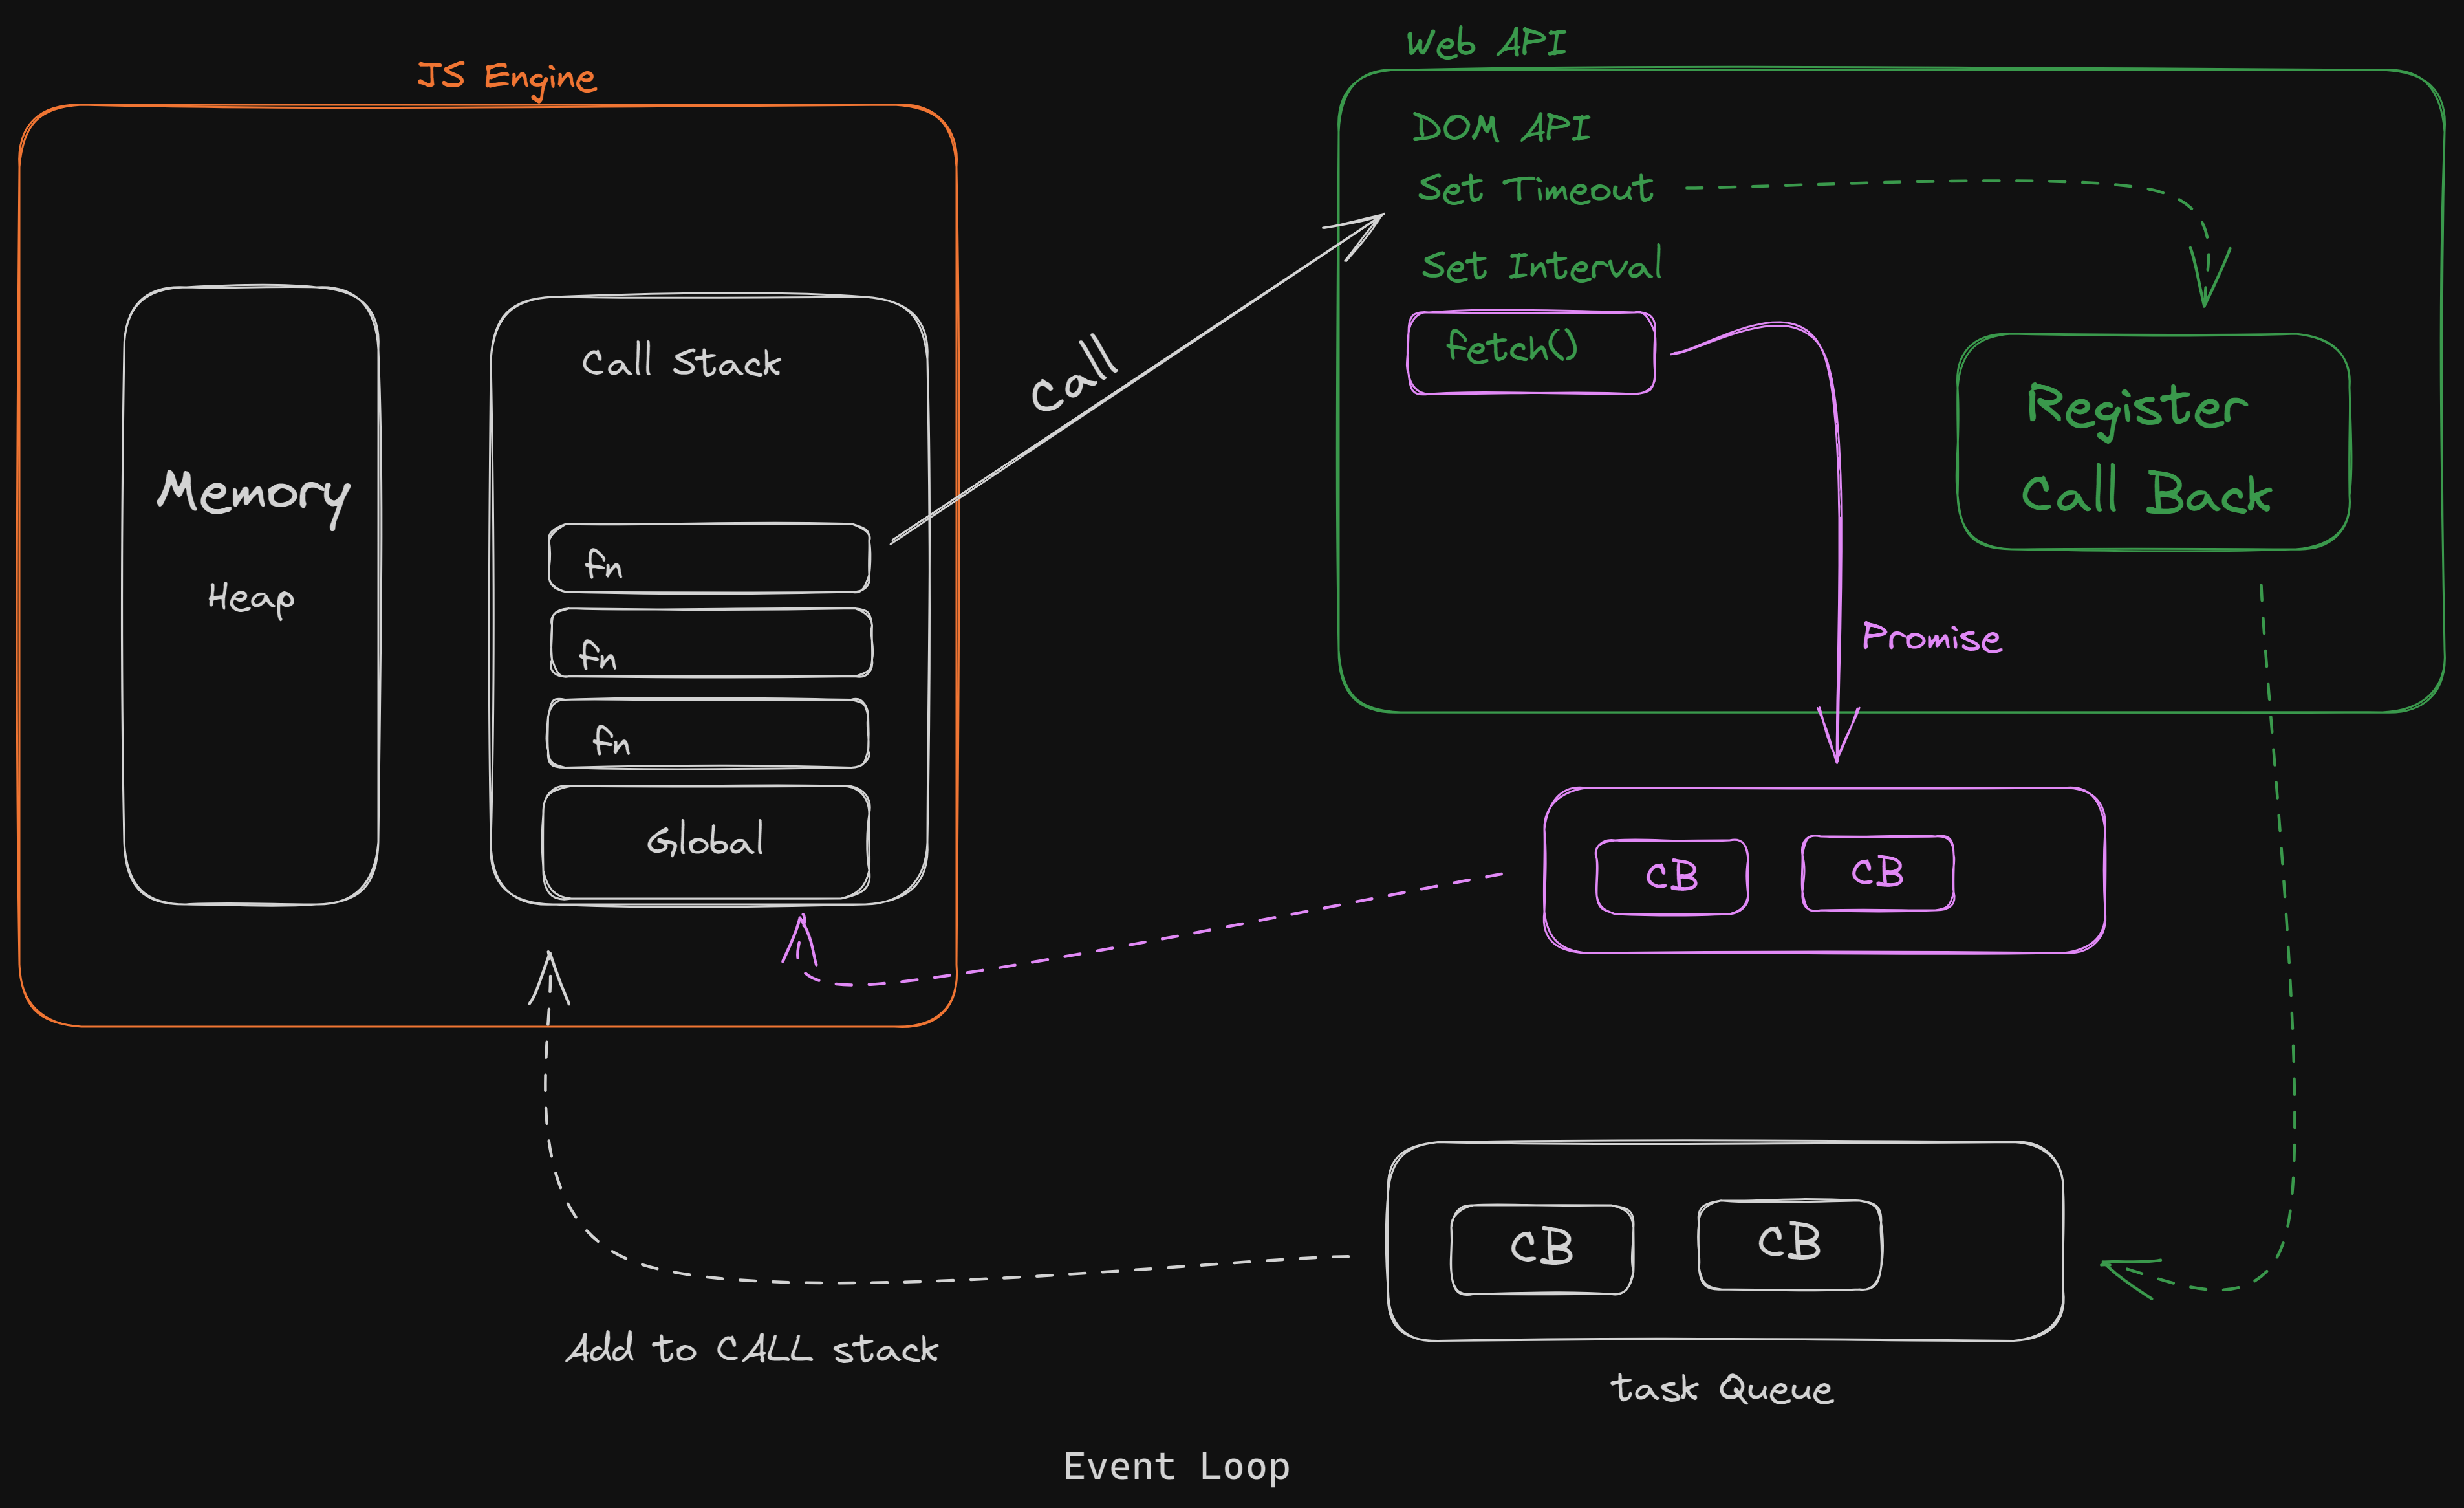 JS Engine
Memory
Heap
Call Stack
fn
fn
fn
Global
Call
Web API
DOM API
Set Timeout
Set Interval
fetch()
Register
Call Back
Promise
CB
CB
CB
CB
task Queue
Add to CALL stack
Event Loop